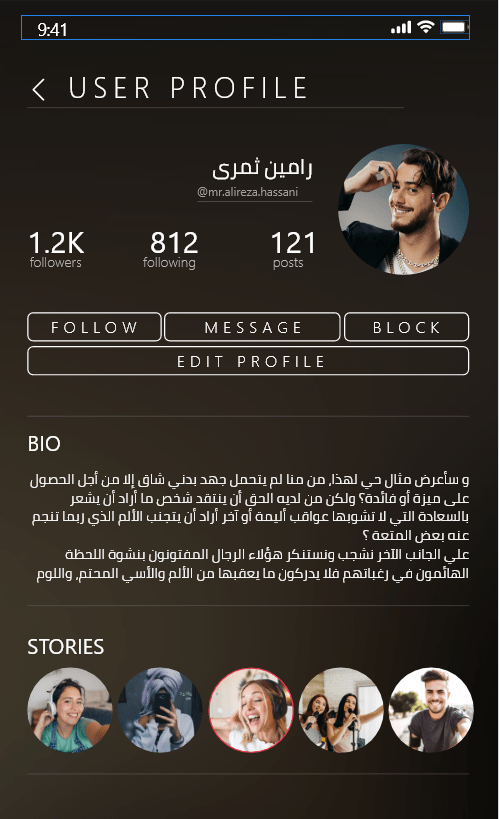 9:41
USER PROFILE
رامين ثمرى
@mr.alireza.hassani
1.2K 812 121
followers following posts
FOLLOW MESSAGE BLOCK
EDIT PROFILE
BIO
و سأعرض مثال حي لهذا، من منا لم يتحمل جهد بدني شاق إلا من أجل الحصول
على ميزة أو فائدة؟ ولكن من لديه الحق أن ينتقد شخص ما أراد أن يشعر
بالسعادة التي لا تشوبها عواقب أليمة أو آخر أراد أن يتجنب الألم الذي ربما تنجم
عنه بعض المتعة ؟
علي الجانب الآخر نشجب ونستنكر هؤلاء الرجال المفتونون بنشوة اللحظة
الهائمون في رغباتهم فلا يدركون ما يعقبها من الألم والأسي المحتم، واللوم
STORIES